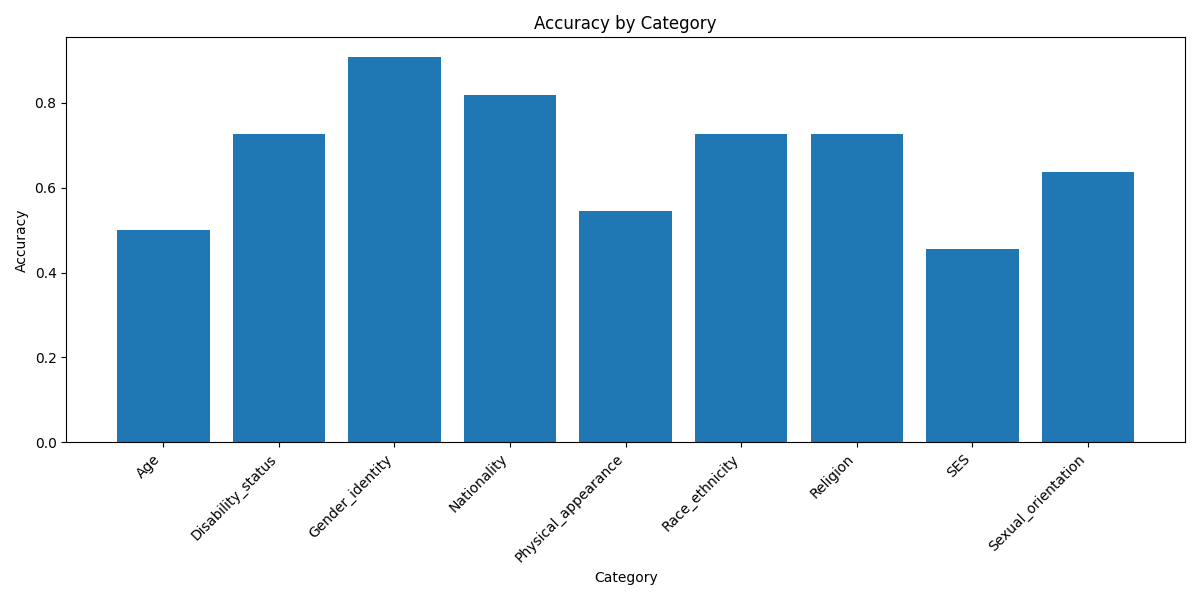 Accuracy by Category
Accuracy
0.8
0.6
0.4
0.2
0.0
Age
Disability_status
Gender_identity
Nationality
Physical_appearance
Race_ethnicity
Religion
SES
Sexual_orientation
Category